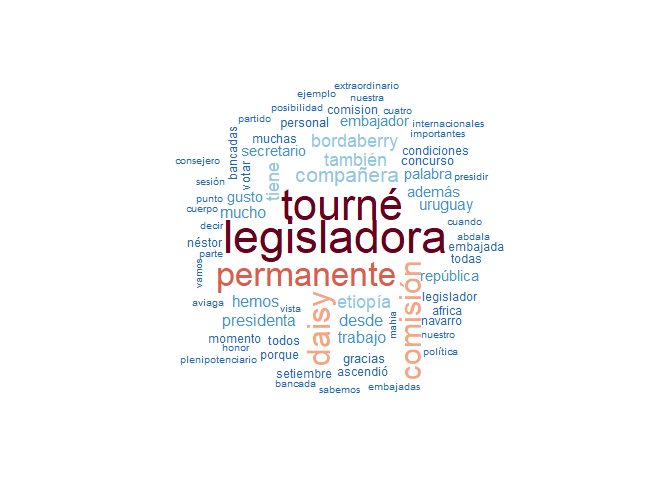 extraordinario
ejemplo
nuestra
posibilidad
comision
cuatro
partido
personal
embajador
internacionales
importantes
muchas
bordaberry
bancadas
secretario
también
condiciones
concurso
consejero
votar
tiene
compañera
palabra
presidir
sesión
gusto
tourné
además
punto
cuerpo
mucho
uruguay
decir
legisladora
cuando
abdala
néstor
embajada
parte
todas
vamos
permanente
comisión
república
aviaga
hemos
vista
daisy
etiopía
legislador
africa
honor
presidenta
desde
mahía
navarro
momento
todos
trabajo
nuestro
plenipotenciario
porque
gracias
política
setiembre
ascendió
bancada
sabemos
embajadas